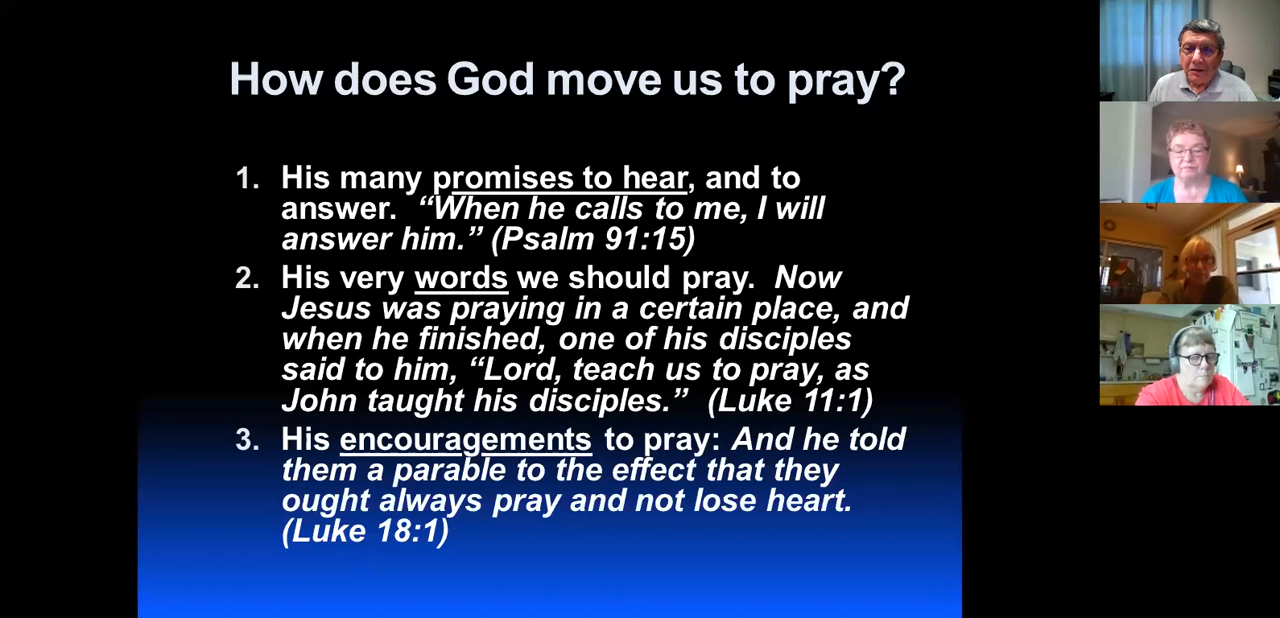 How does God move us to pray?
1. His many promises to hear, and to
answer. “When he calls to me, I will
answer him.” (Psalm 91:15)
2. His very words we should pray. Now
Jesus was praying in a certain place, and
when he finished, one of his disciples
said to him, “Lord, teach us to pray, as
John taught his disciples.” (Luke 11:1)
3. His encouragements to pray: And he told
them a parable to the effect that they
ought always pray and not lose heart.
(Luke 18:1)